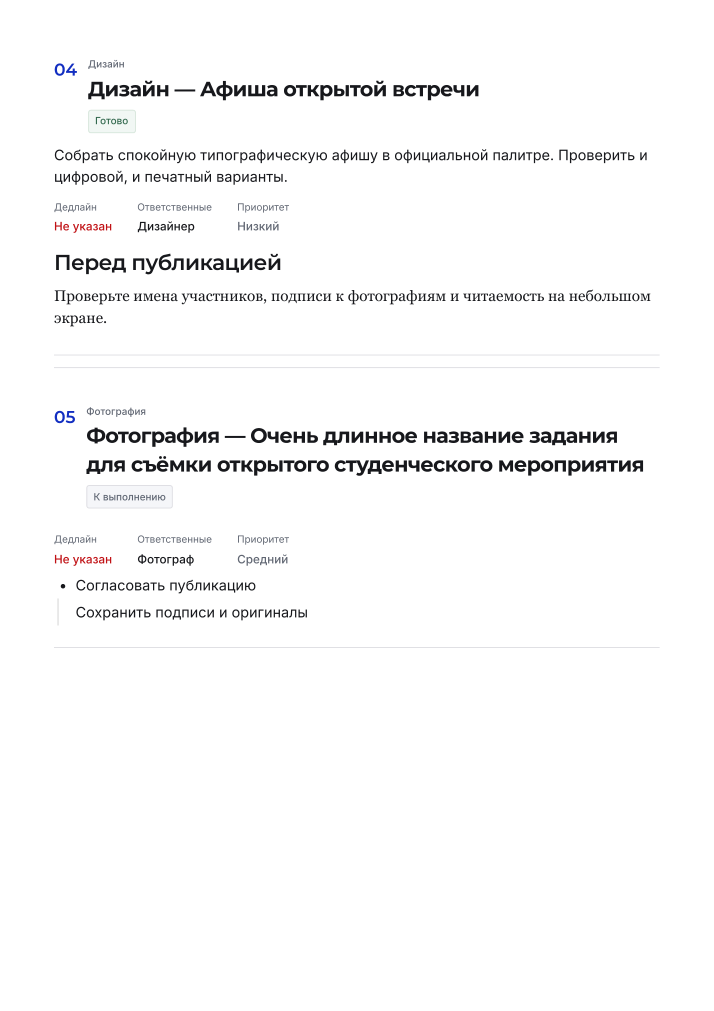 04 Дизайн
Дизайн — Афиша открытой встречи
Готово
Собрать спокойную типографическую афишу в официальной палитре. Проверить и
цифровой, и печатный варианты.
Дедлайн Ответственные Приоритет
Не указан Дизайнер Низкий
Перед публикацией
Проверьте имена участников, подписи к фотографиям и читаемость на небольшом
экране.
05 Фотография
Фотография — Очень длинное название задания
для съёмки открытого студенческого мероприятия
К выполнению
Дедлайн Ответственные Приоритет
Не указан Фотограф Средний
• Согласовать публикацию
Сохранить подписи и оригиналы